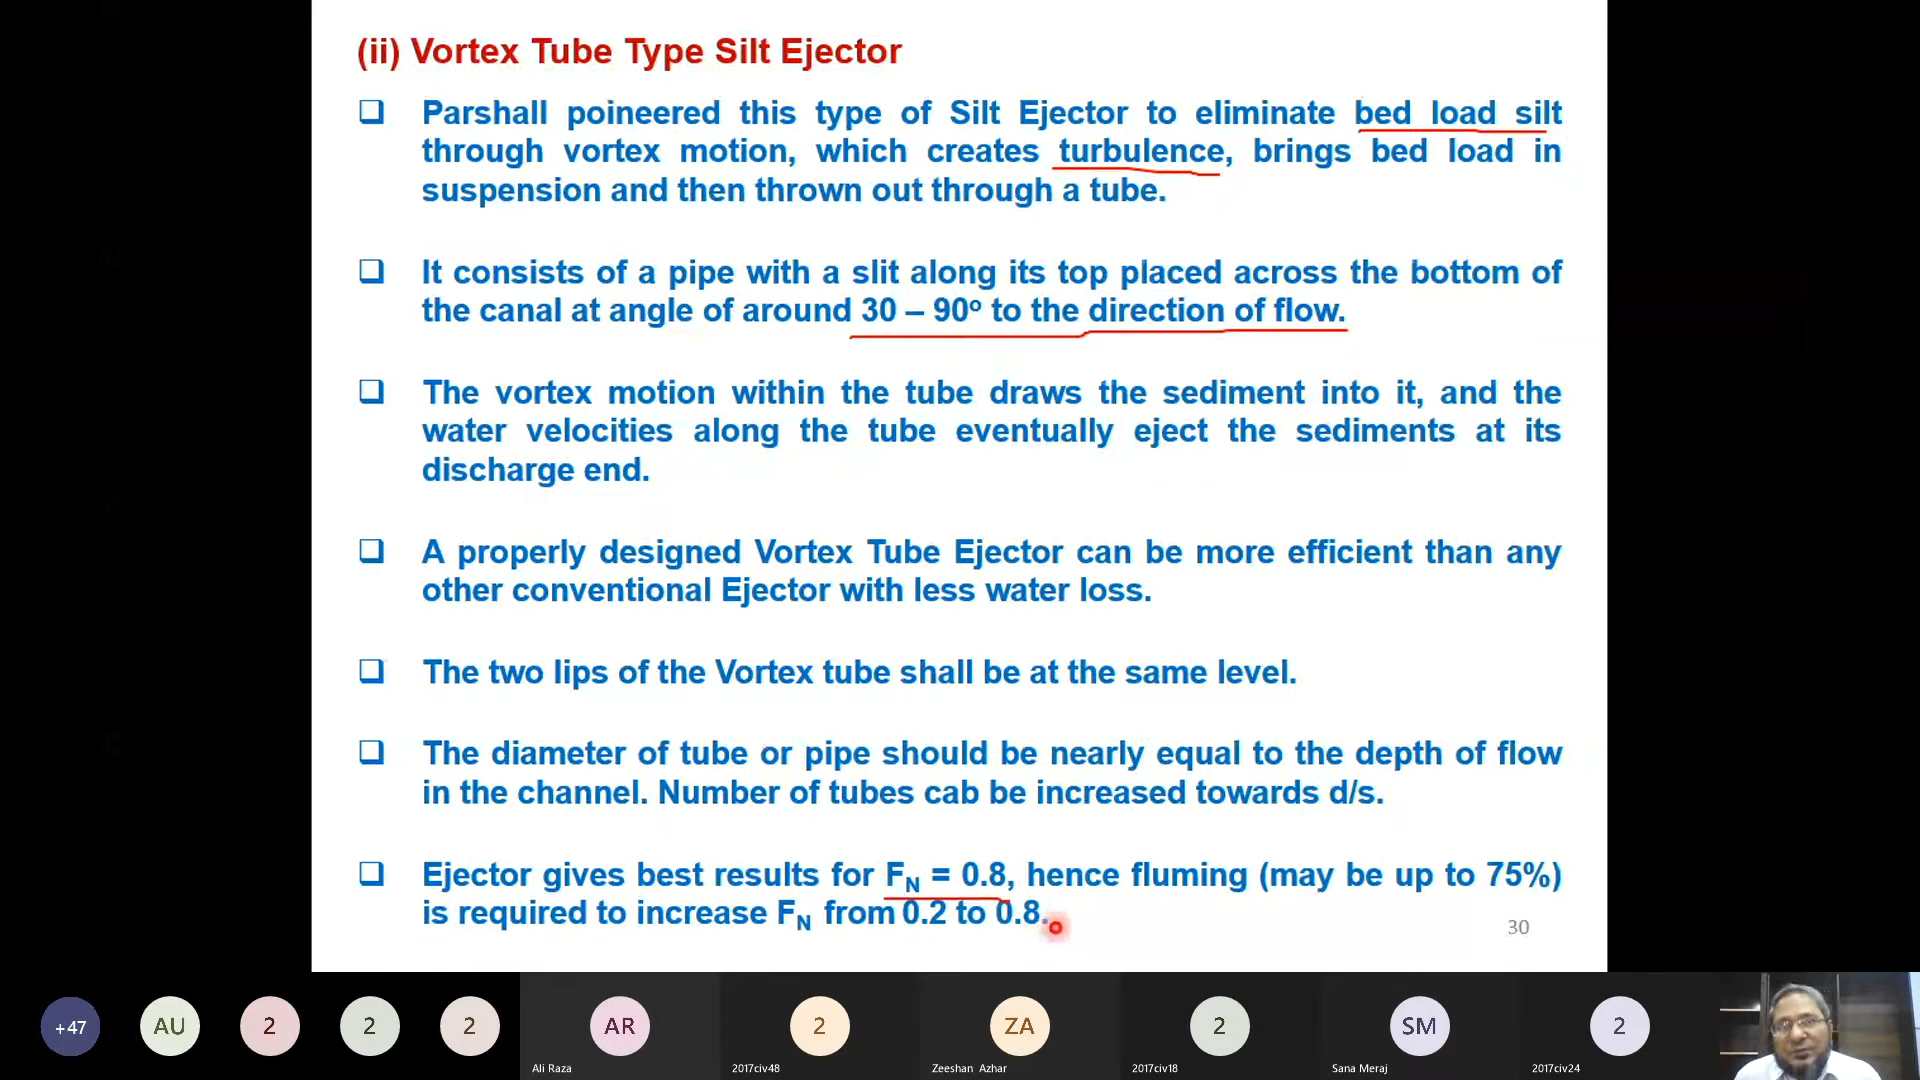 (ii) Vortex Tube Type Silt Ejector
❑ Parshall poineered this type of Silt Ejector to eliminate bed load silt
through vortex motion, which creates turbulence, brings bed load in
suspension and then thrown out through a tube.
❑ It consists of a pipe with a slit along its top placed across the bottom of
the canal at angle of around 30 – 90º to the direction of flow.
❑ The vortex motion within the tube draws the sediment into it, and the
water velocities along the tube eventually eject the sediments at its
discharge end.
❑ A properly designed Vortex Tube Ejector can be more efficient than any
other conventional Ejector with less water loss.
❑ The two lips of the Vortex tube shall be at the same level.
❑ The diameter of tube or pipe should be nearly equal to the depth of flow
in the channel. Number of tubes cab be increased towards d/s.
❑ Ejector gives best results for FN = 0.8, hence fluming (may be up to 75%)
is required to increase FN from 0.2 to 0.8.
30
+47 AU 2 2 2 AR 2 ZA 2 SM 2
Ali Raza 2017civ48 Zeeshan Azhar 2017civ18 Sana Meraj 2017civ24